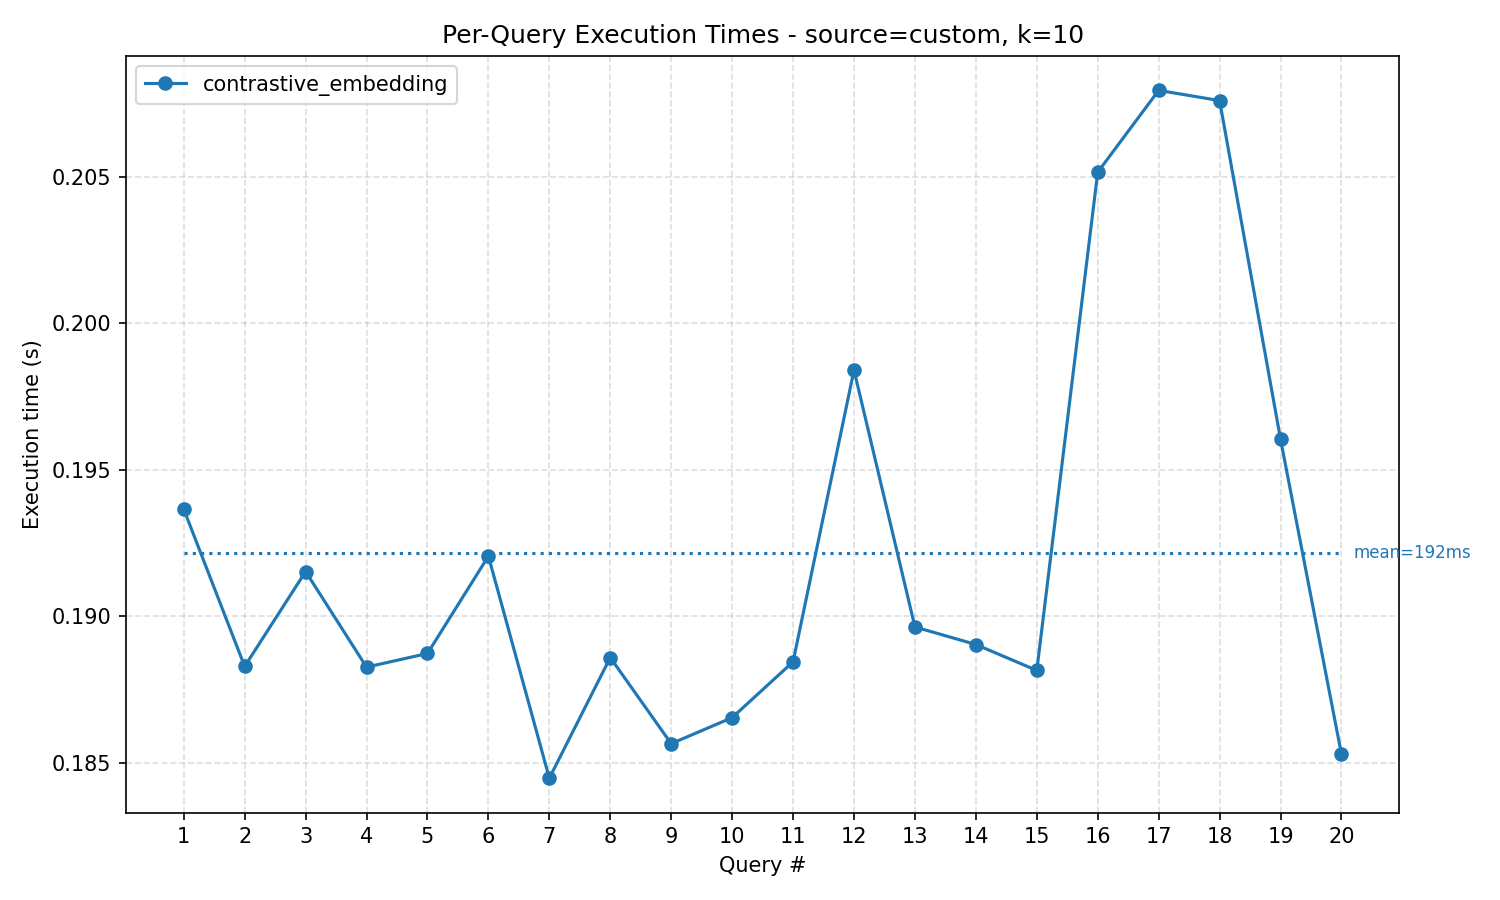 Per-Query Execution Times - source=custom, k=10
contrastive_embedding
0.205
0.200
0.195
0.190
0.185
Execution time (s)
mean=192ms
1 2 3 4 5 6 7 8 9 10 11 12 13 14 15 16 17 18 19 20
Query #